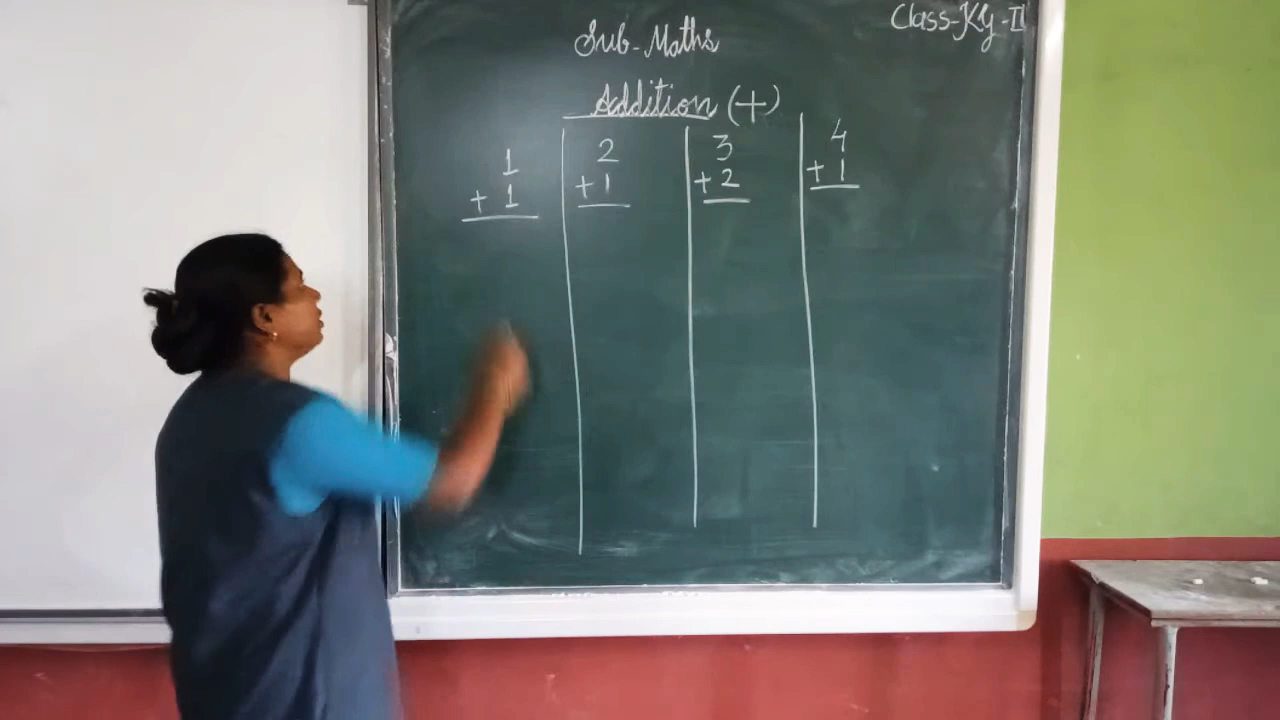 Class-KG-II
Sub-Maths
Addition (+)
1 2 3 4
+ 1 + 1 + 2 + 1